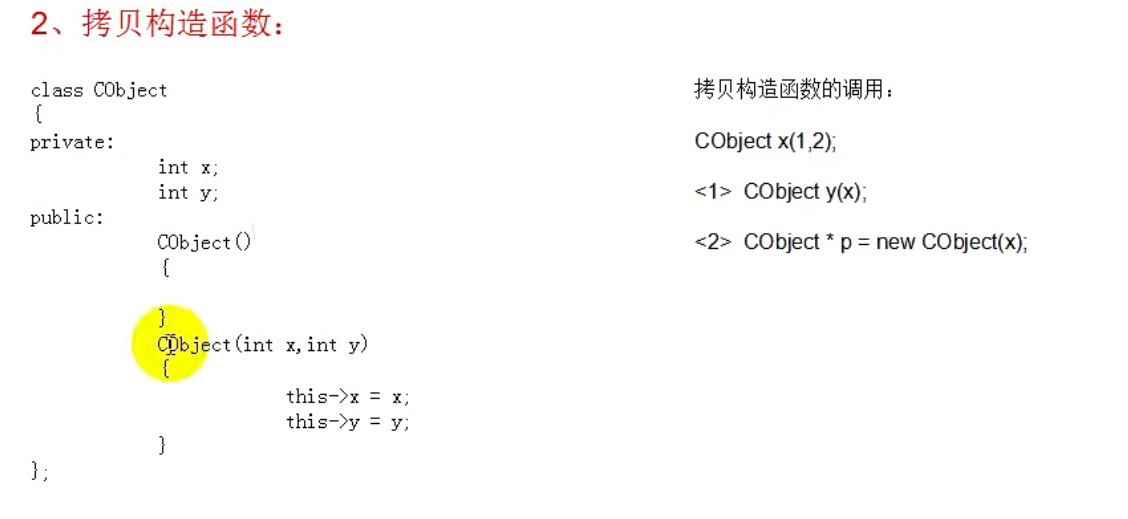 2、拷贝构造函数：
class CObject
{
private:
int x;
int y;
public:
CObject()
{
}
CObject(int x,int y)
{
this->x = x;
this->y = y;
}
};
拷贝构造函数的调用：
CObject x(1,2);
<1> CObject y(x);
<2> CObject * p = new CObject(x);